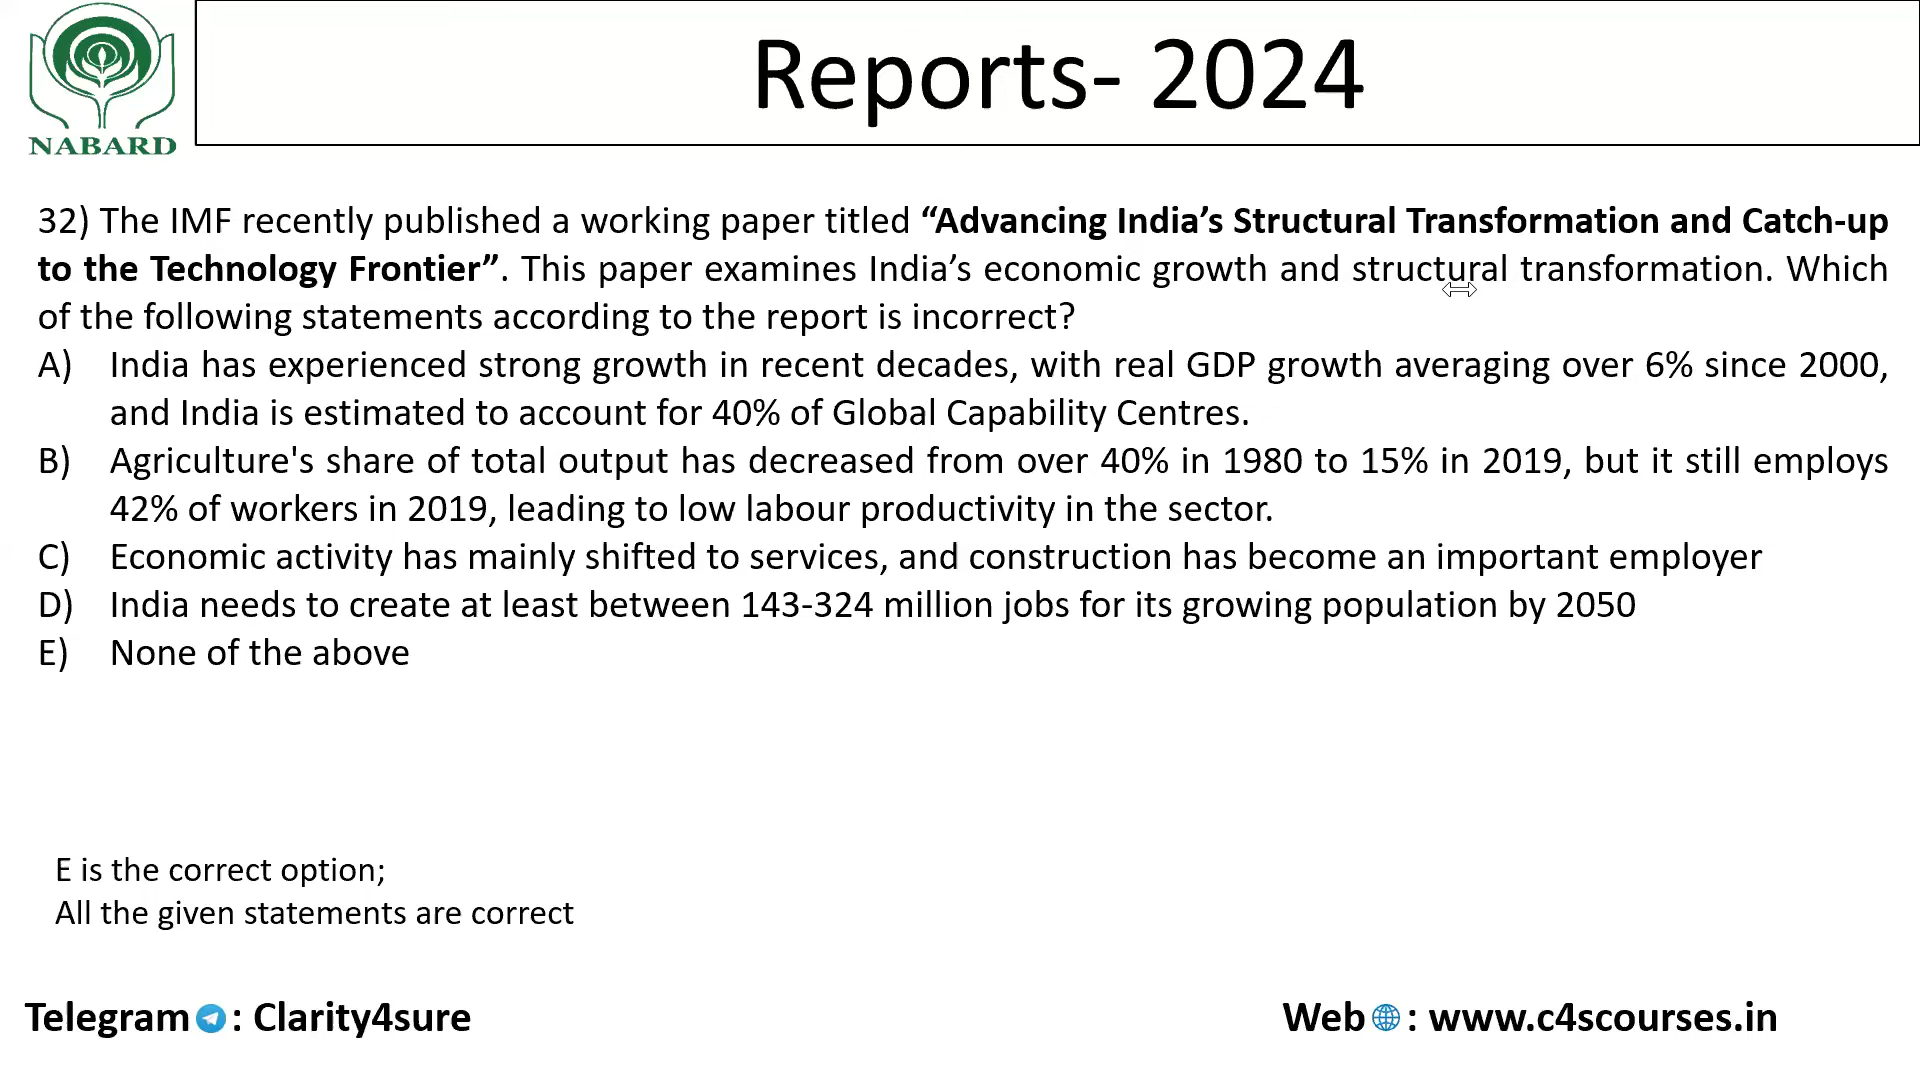 Reports- 2024
NABARD
32) The IMF recently published a working paper titled “Advancing India’s Structural Transformation and Catch-up
to the Technology Frontier”. This paper examines India’s economic growth and structural transformation. Which
of the following statements according to the report is incorrect?
A) India has experienced strong growth in recent decades, with real GDP growth averaging over 6% since 2000,
and India is estimated to account for 40% of Global Capability Centres.
B) Agriculture's share of total output has decreased from over 40% in 1980 to 15% in 2019, but it still employs
42% of workers in 2019, leading to low labour productivity in the sector.
C) Economic activity has mainly shifted to services, and construction has become an important employer
D) India needs to create at least between 143-324 million jobs for its growing population by 2050
E) None of the above
E is the correct option;
All the given statements are correct
Telegram : Clarity4sure
Web : www.c4scourses.in